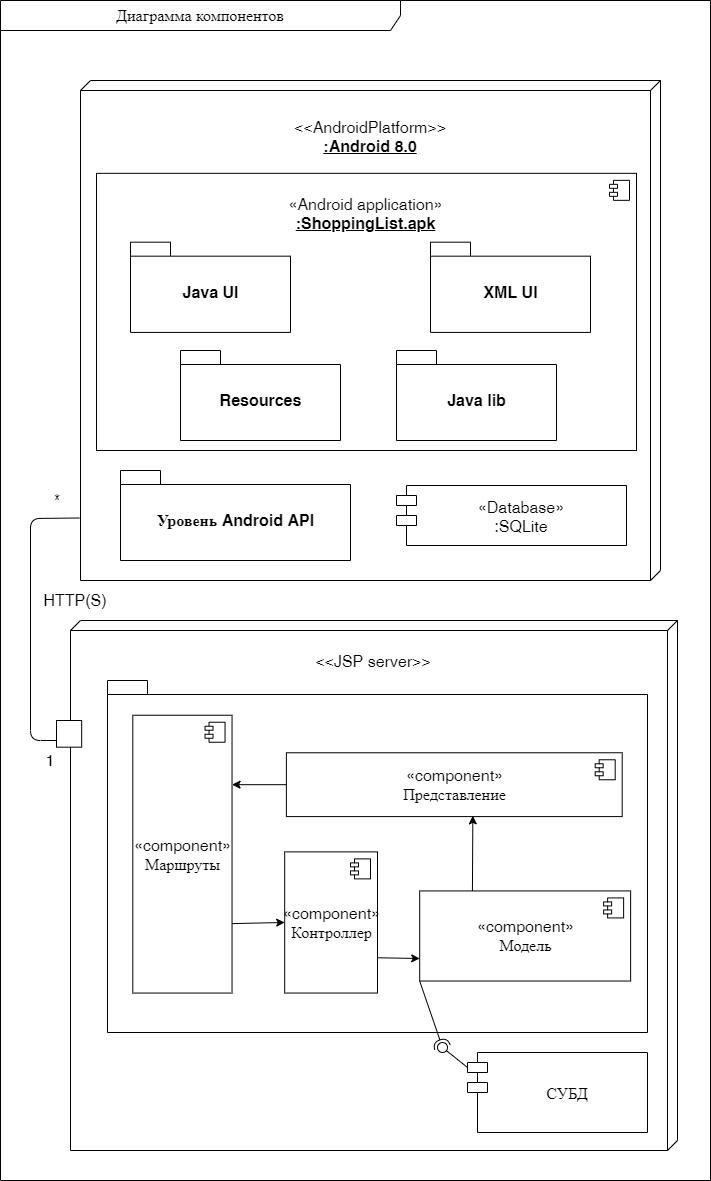 Диаграмма компонентов
<<AndroidPlatform>>
:Android 8.0
«Android application»
:ShoppingList.apk
Java UI
XML UI
Resources
Java lib
Уровень Android API
«Database»
:SQLite
*
HTTP(S)
1
<<JSP server>>
«component»
Маршруты
«component»
Представление
«component»
Контроллер
«component»
Модель
СУБД